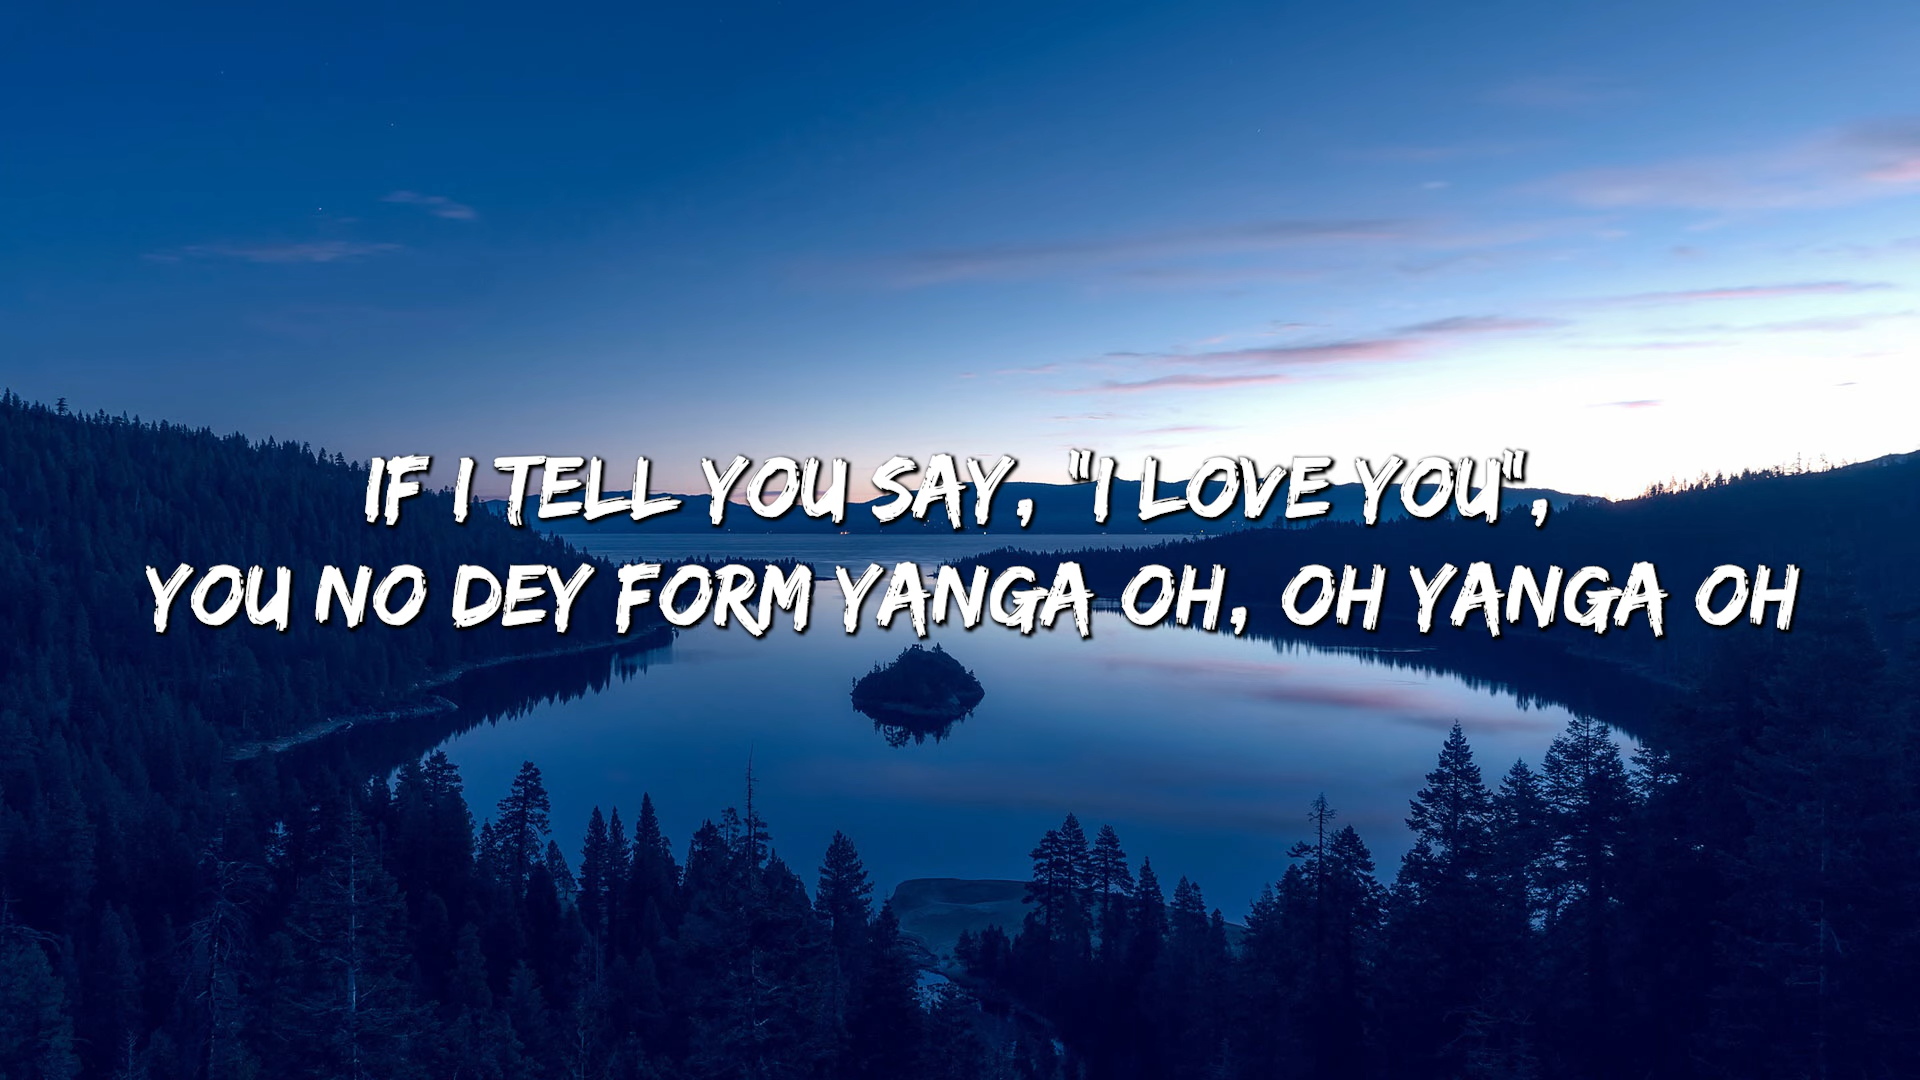 IF I TELL YOU SAY, "I LOVE YOU",
YOU NO DEY FORM YANGA OH, OH YANGA OH